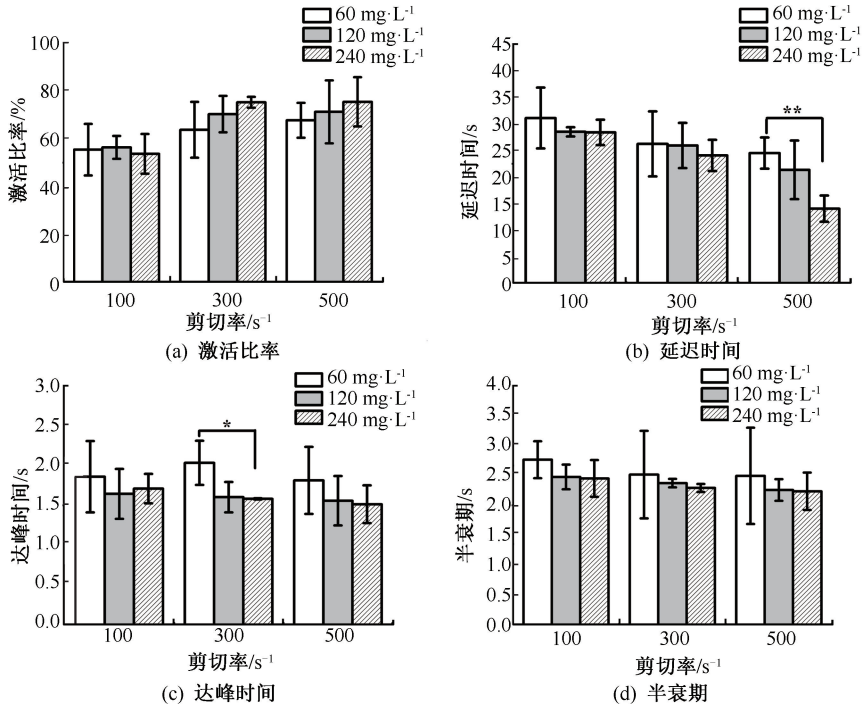 60 mg·L⁻¹
120 mg·L⁻¹
240 mg·L⁻¹
激活比率/%
100
80
60
40
20
0
100 300 500
剪切率/s⁻¹
(a) 激活比率
60 mg·L⁻¹
120 mg·L⁻¹
240 mg·L⁻¹
延迟时间/s
45
40
35
30
25
20
15
10
5
0
**
100 300 500
剪切率/s⁻¹
(b) 延迟时间
60 mg·L⁻¹
120 mg·L⁻¹
240 mg·L⁻¹
达峰时间/s
3.0
2.5
2.0
1.5
1.0
0.5
0.0
*
100 300 500
剪切率/s⁻¹
(c) 达峰时间
60 mg·L⁻¹
120 mg·L⁻¹
240 mg·L⁻¹
半衰期/s
4.0
3.5
3.0
2.5
2.0
1.5
1.0
0.5
0.0
100 300 500
剪切率/s⁻¹
(d) 半衰期